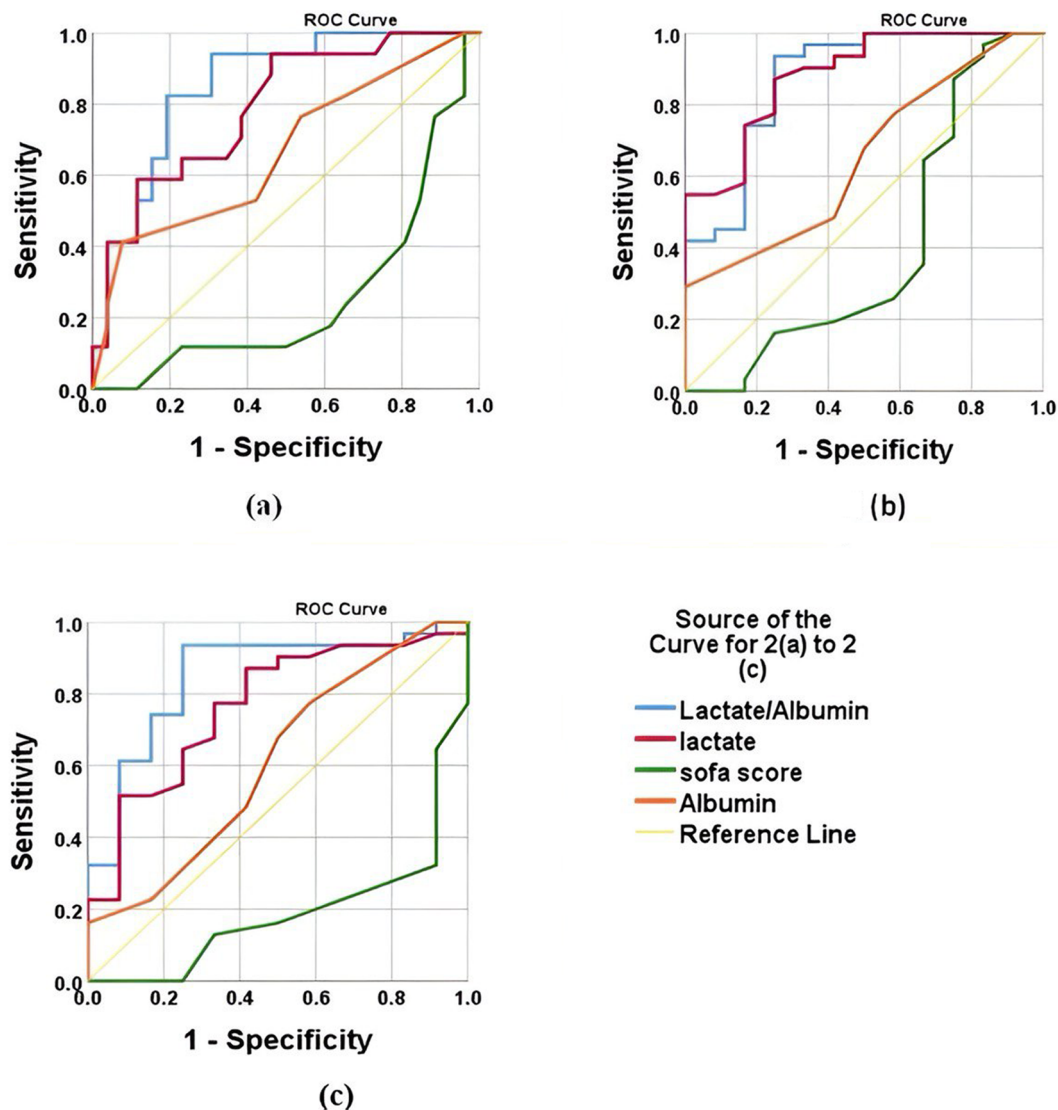 ROC Curve
Sensitivity
1.0
0.8
0.6
0.4
0.2
0.0
0.0 0.2 0.4 0.6 0.8 1.0
1 - Specificity
(a)
ROC Curve
Sensitivity
1.0
0.8
0.6
0.4
0.2
0.0
0.0 0.2 0.4 0.6 0.8 1.0
1 - Specificity
(b)
ROC Curve
Sensitivity
1.0
0.8
0.6
0.4
0.2
0.0
0.0 0.2 0.4 0.6 0.8 1.0
1 - Specificity
(c)
Source of the
Curve for 2(a) to 2
(c)
Lactate/Albumin
lactate
sofa score
Albumin
Reference Line